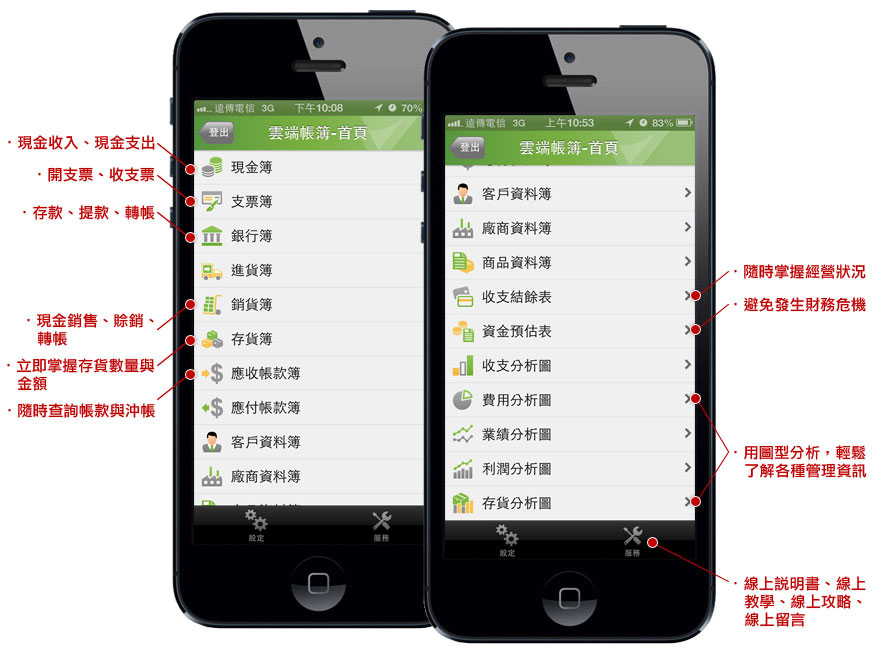 ·現金收入、現金支出
·開支票、收支票
·存款、提款、轉帳
·現金銷售、賒銷、
轉帳
·立即掌握存貨數量與
金額
·隨時查詢帳款與沖帳
遠傳電信 3G 下午10:08 70%
登出 雲端帳簿-首頁
現金簿
支票簿
銀行簿
進貨簿
銷貨簿
存貨簿
應收帳款簿
應付帳款簿
客戶資料簿
廠商資料簿
設定 服務
遠傳電信 3G 上午10:53 83%
登出 雲端帳簿-首頁
客戶資料簿
廠商資料簿
商品資料簿
收支結餘表
資金預估表
收支分析圖
費用分析圖
業績分析圖
利潤分析圖
存貨分析圖
設定 服務
·隨時掌握經營狀況
·避免發生財務危機
·用圖型分析，輕鬆
了解各種管理資訊
·線上說明書、線上
教學、線上攻略、
線上留言